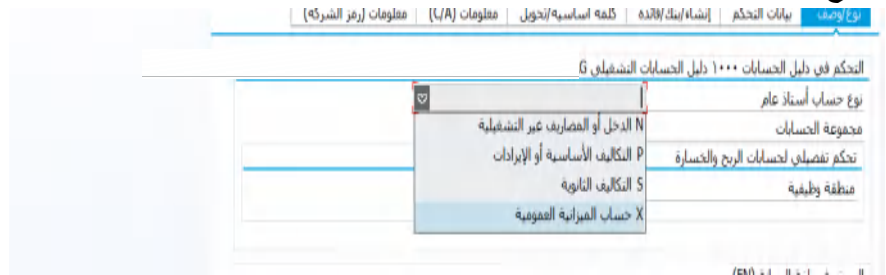 نوع/وصف بيانات التحكم إنشاء/بنك/فائدة كلمة أساسية/تحويل معلومات (C/A) معلومات (رمز الشركة)
التحكم في دليل الحسابات ١٠٠٠ دليل الحسابات التشغيلي G
نوع حساب أستاذ عام
مجموعة الحسابات
N الدخل أو المصاريف غير التشغيلية
تحكم تفصيلي لحسابات الربح والخسارة
P التكاليف الأساسية أو الإيرادات
منطقة وظيفية
S التكاليف الثانوية
X حساب الميزانية العمومية
(EN)